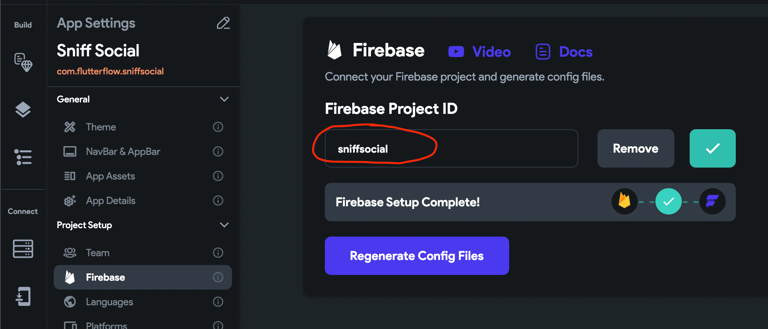 Build
Connect
App Settings
Sniff Social
com.flutterflow.sniffsocial
General
Theme
NavBar & AppBar
App Assets
App Details
Project Setup
Team
Firebase
Languages
Platforms
Firebase Video Docs
Connect your Firebase project and generate config files.
Firebase Project ID
sniffsocial Remove
Firebase Setup Complete!
Regenerate Config Files